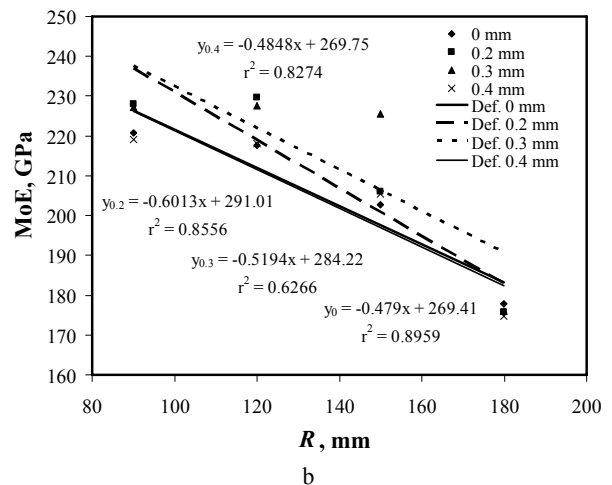 250
240
230
220
210
200
190
180
170
160
MoE, GPa
y0.4 = -0.4848x + 269.75
r² = 0.8274
0 mm
0.2 mm
0.3 mm
0.4 mm
Def. 0 mm
Def. 0.2 mm
Def. 0.3 mm
Def. 0.4 mm
y0.2 = -0.6013x + 291.01
r² = 0.8556
y0.3 = -0.5194x + 284.22
r² = 0.6266
y0 = -0.479x + 269.41
r² = 0.8959
80 100 120 140 160 180 200
R, mm
b